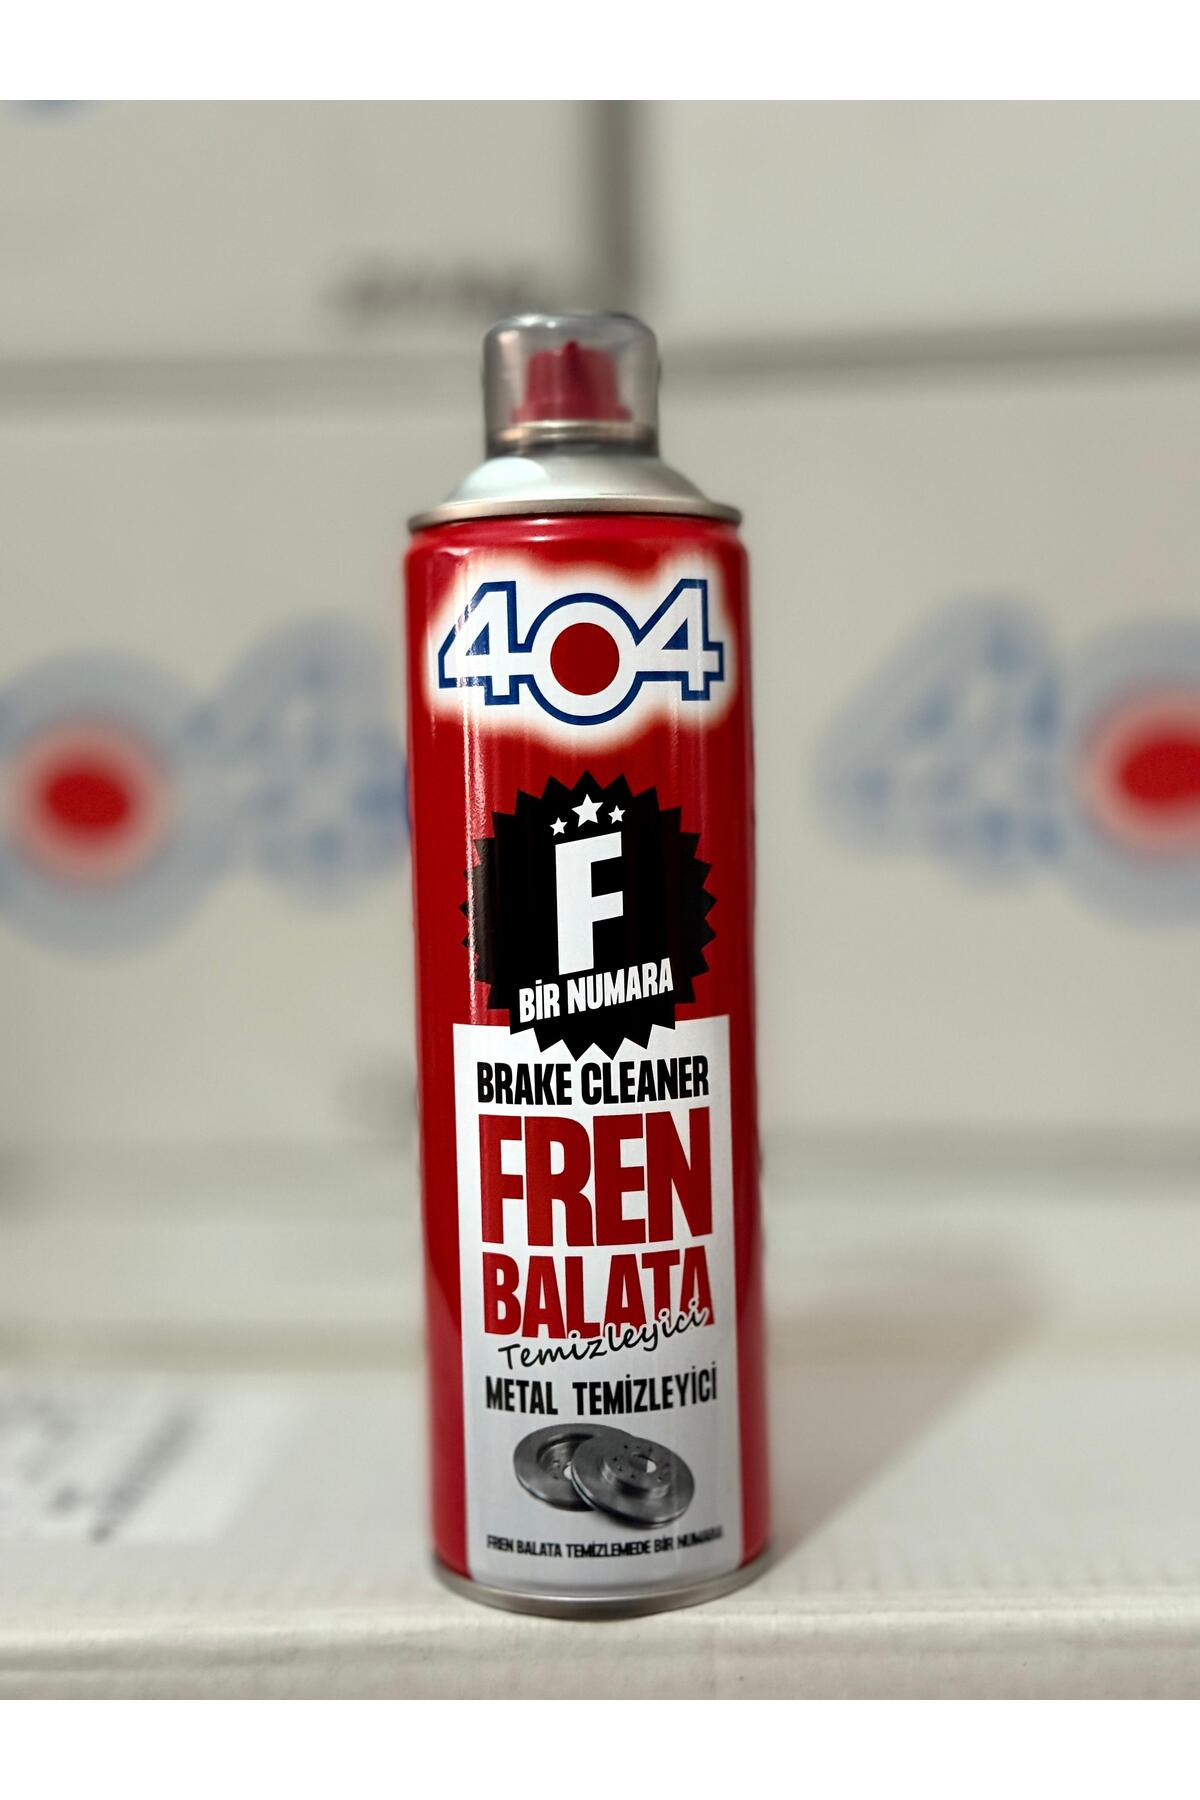 404
F
BİR NUMARA
BRAKE CLEANER
FREN
BALATA
Temizleyici
METAL TEMİZLEYİCİ
FREN BALATA TEMİZLEMEDE BİR NUMARA